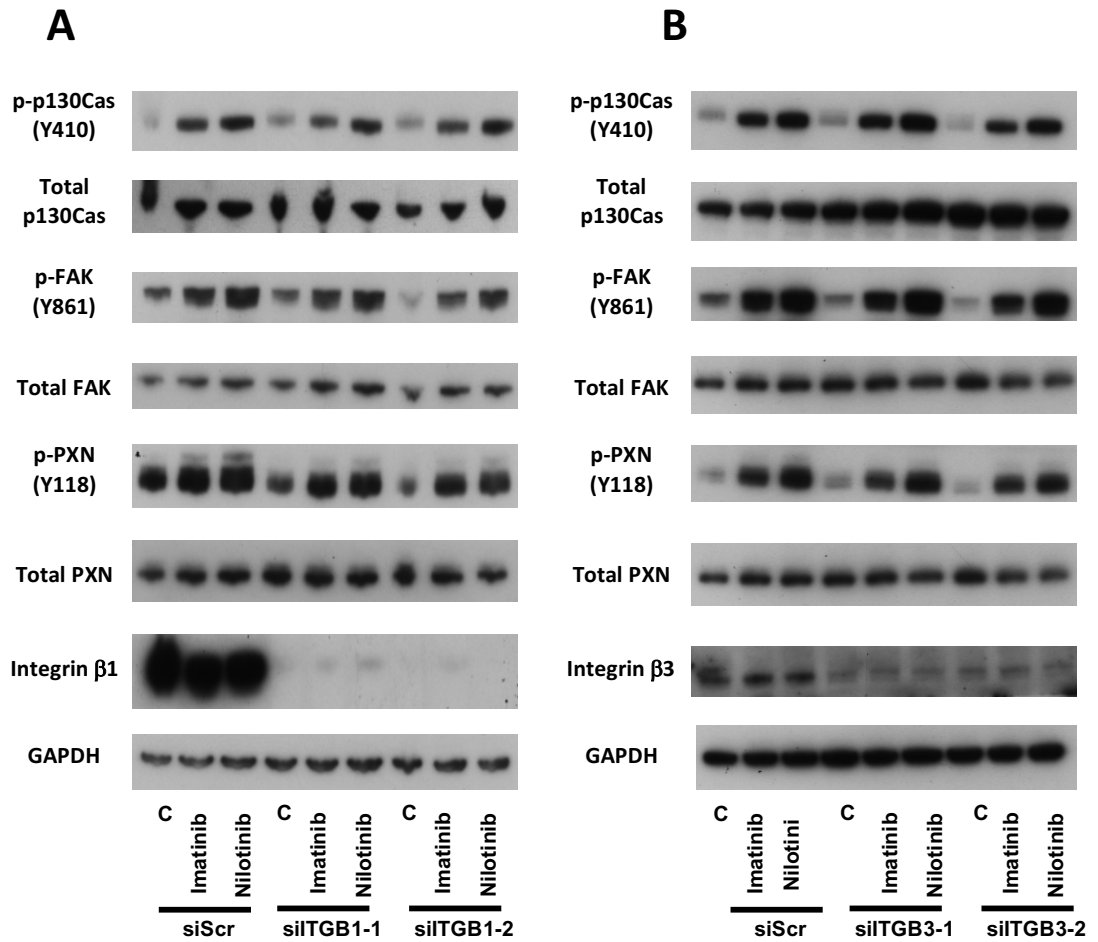 A
p-p130Cas
(Y410)
Total
p130Cas
p-FAK
(Y861)
Total FAK
p-PXN
(Y118)
Total PXN
Integrin β1
GAPDH
C
Imatinib
Nilotinib
C
Imatinib
Nilotinib
C
Imatinib
Nilotinib
siScr
siITGB1-1
siITGB1-2
B
p-p130Cas
(Y410)
Total
p130Cas
p-FAK
(Y861)
Total FAK
p-PXN
(Y118)
Total PXN
Integrin β3
GAPDH
C
Imatinib
Nilotini
C
Imatinib
Nilotinib
C
Imatinib
Nilotinib
siScr
siITGB3-1
siITGB3-2